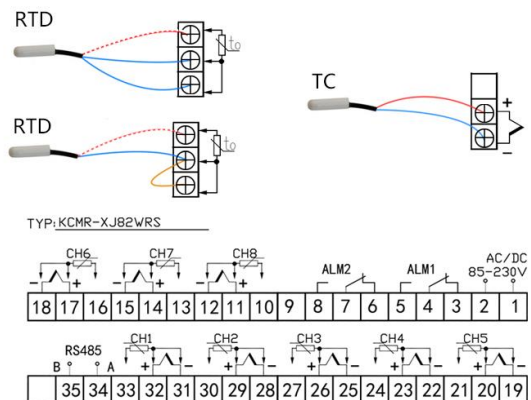 RTD
to
TC
+
−
RTD
to
TYP: KCMR-XJ82WRS
CH6 CH7 CH8 AC/DC
85-230V
− + − + − + ALM2 ALM1
18 17 16 15 14 13 12 11 10 9 8 7 6 5 4 3 2 1
RS485 CH1 CH2 CH3 CH4 CH5
B A + − + − + − + − + −
35 34 33 32 31 30 29 28 27 26 25 24 23 22 21 20 19